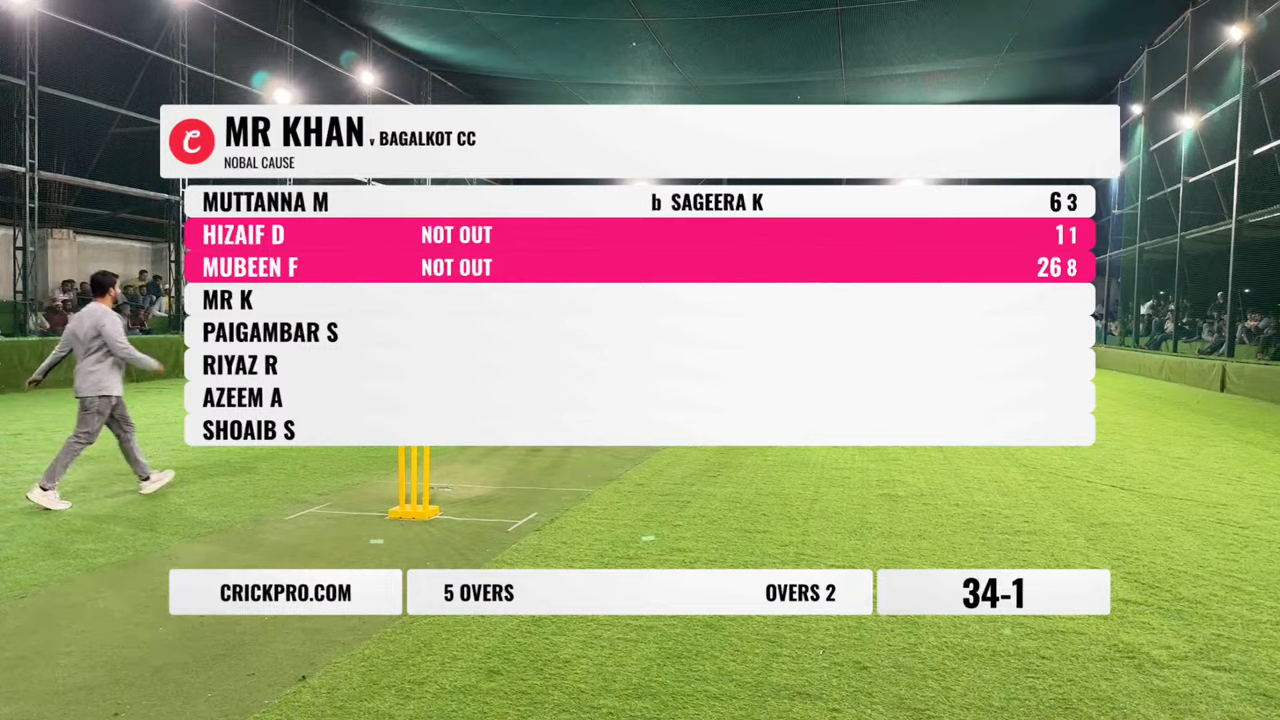 C
MR KHAN v BAGALKOT CC
NOBAL CAUSE
MUTTANNA M b SAGEERA K 6 3
HIZAIF D NOT OUT 1 1
MUBEEN F NOT OUT 26 8
MR K
PAIGAMBAR S
RIYAZ R
AZEEM A
SHOAIB S
CRICKPRO.COM 5 OVERS OVERS 2 34-1